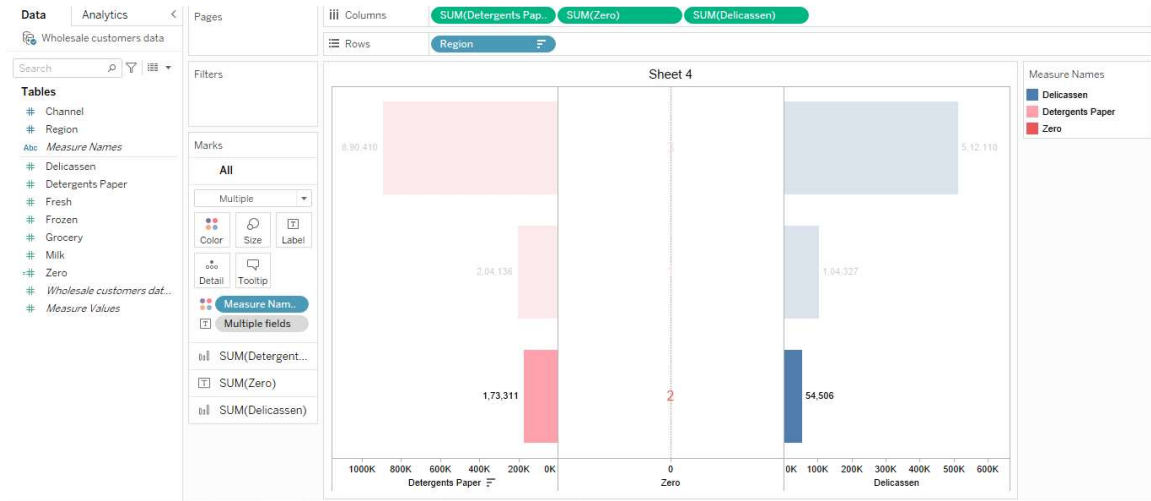 Data Analytics <
Wholesale customers data
Search
Tables
# Channel
# Region
Abc Measure Names
# Delicassen
# Detergents Paper
# Fresh
# Frozen
# Grocery
# Milk
=# Zero
# Wholesale customers dat...
# Measure Values
Pages
Filters
Marks
All
Multiple
Color Size Label
Detail Tooltip
Measure Nam..
T Multiple fields
SUM(Detergent...
T SUM(Zero)
SUM(Delicassen)
iii Columns SUM(Detergents Pap.. SUM(Zero) SUM(Delicassen)
Rows Region
Sheet 4
8,90,410 5,12,110
2,04,136 1,04,327
1,73,311 2 54,506
1000K 800K 600K 400K 200K 0K 0 0K 100K 200K 300K 400K 500K 600K
Detergents Paper Zero Delicassen
Measure Names
Delicassen
Detergents Paper
Zero